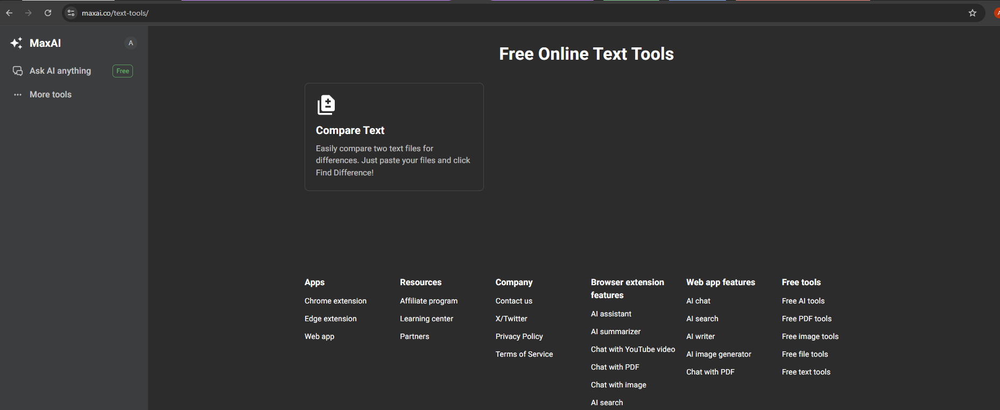 maxai.co/text-tools/
A
MaxAI
A
Ask AI anything
Free
More tools
Free Online Text Tools
Compare Text
Easily compare two text files for
differences. Just paste your files and click
Find Difference!
Apps
Chrome extension
Edge extension
Web app
Resources
Affiliate program
Learning center
Partners
Company
Contact us
X/Twitter
Privacy Policy
Terms of Service
Browser extension
features
AI assistant
AI summarizer
Chat with YouTube video
Chat with PDF
Chat with image
AI search
Web app features
AI chat
AI search
AI writer
AI image generator
Chat with PDF
Free tools
Free AI tools
Free PDF tools
Free image tools
Free file tools
Free text tools